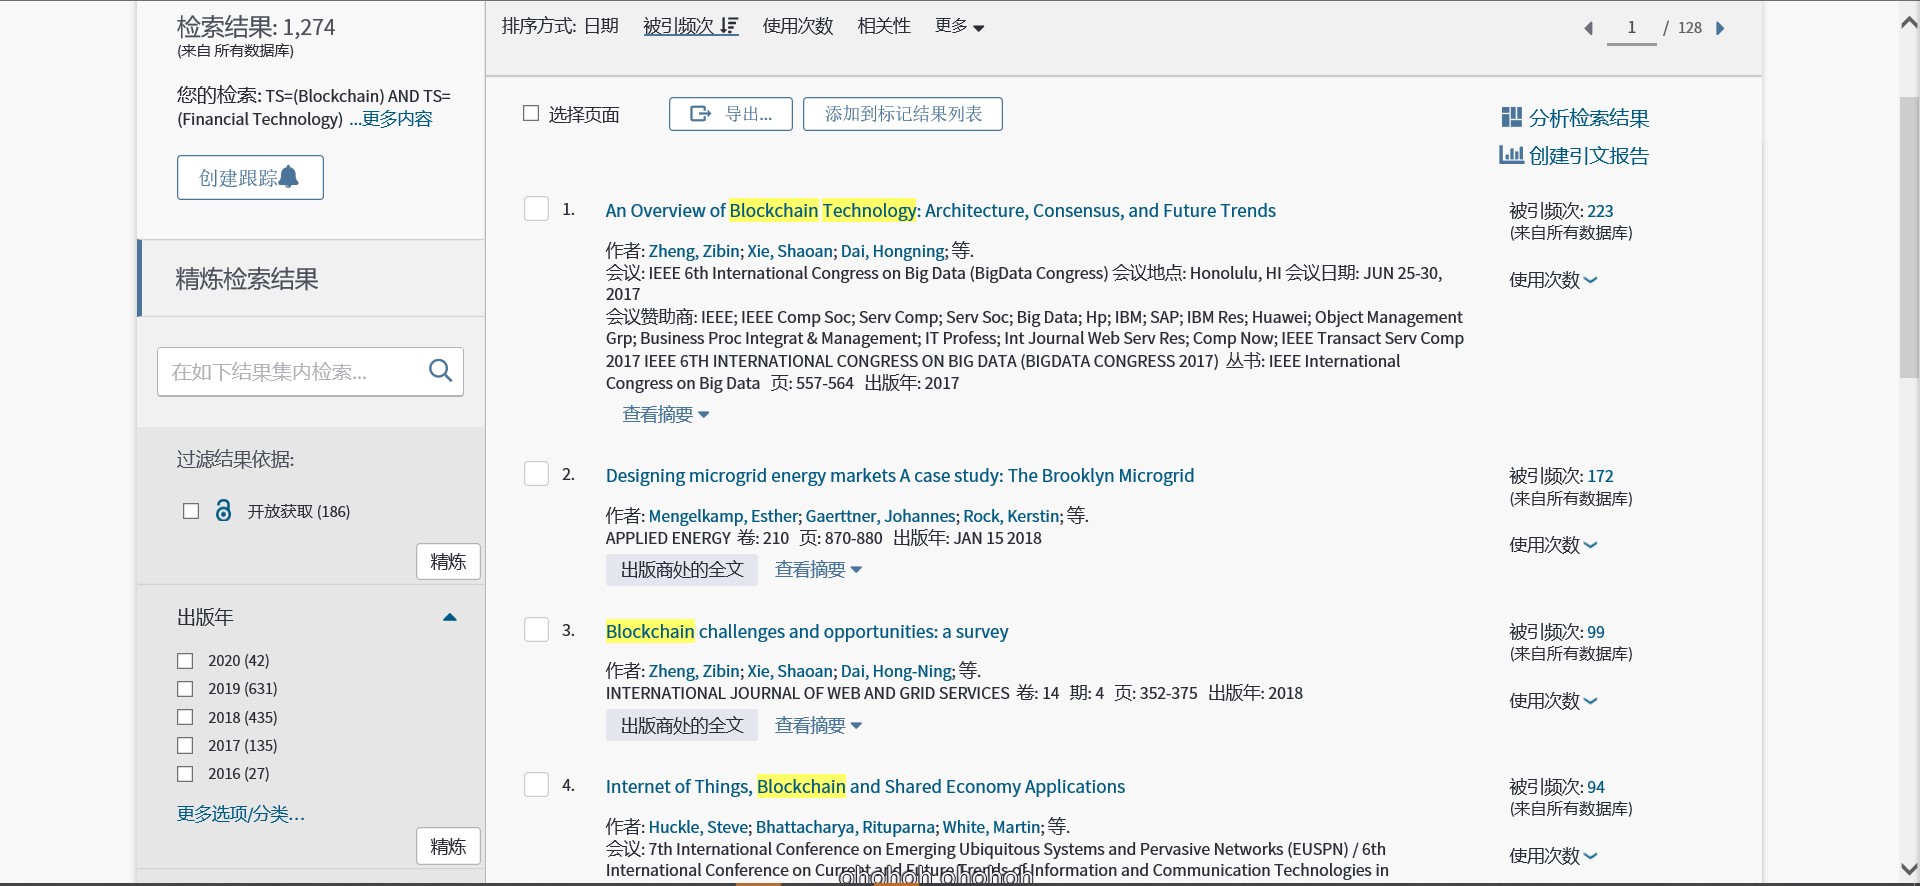 检索结果: 1,274
(来自 所有数据库)
您的检索: TS=(Blockchain) AND TS=
(Financial Technology) ...更多内容
创建跟踪
精炼检索结果
在如下结果集内检索...
过滤结果依据:
开放获取 (186)
精炼
出版年
2020 (42)
2019 (631)
2018 (435)
2017 (135)
2016 (27)
更多选项/分类...
精炼
排序方式: 日期 被引频次 使用次数 相关性 更多
1 / 128
选择页面 导出... 添加到标记结果列表
分析检索结果
创建引文报告
1. An Overview of Blockchain Technology: Architecture, Consensus, and Future Trends
作者: Zheng, Zibin; Xie, Shaoan; Dai, Hongning; 等.
会议: IEEE 6th International Congress on Big Data (BigData Congress) 会议地点: Honolulu, HI 会议日期: JUN 25-30,
2017
会议赞助商: IEEE; IEEE Comp Soc; Serv Comp; Serv Soc; Big Data; Hp; IBM; SAP; IBM Res; Huawei; Object Management
Grp; Business Proc Integrat & Management; IT Profess; Int Journal Web Serv Res; Comp Now; IEEE Transact Serv Comp
2017 IEEE 6TH INTERNATIONAL CONGRESS ON BIG DATA (BIGDATA CONGRESS 2017) 丛书: IEEE International
Congress on Big Data 页: 557-564 出版年: 2017
查看摘要
被引频次: 223
(来自所有数据库)
使用次数
2. Designing microgrid energy markets A case study: The Brooklyn Microgrid
作者: Mengelkamp, Esther; Gaerttner, Johannes; Rock, Kerstin; 等.
APPLIED ENERGY 卷: 210 页: 870-880 出版年: JAN 15 2018
出版商处的全文 查看摘要
被引频次: 172
(来自所有数据库)
使用次数
3. Blockchain challenges and opportunities: a survey
作者: Zheng, Zibin; Xie, Shaoan; Dai, Hong-Ning; 等.
INTERNATIONAL JOURNAL OF WEB AND GRID SERVICES 卷: 14 期: 4 页: 352-375 出版年: 2018
出版商处的全文 查看摘要
被引频次: 99
(来自所有数据库)
使用次数
4. Internet of Things, Blockchain and Shared Economy Applications
作者: Huckle, Steve; Bhattacharya, Rituparna; White, Martin; 等.
会议: 7th International Conference on Emerging Ubiquitous Systems and Pervasive Networks (EUSPN) / 6th
International Conference on Current and Future Trends of Information and Communication Technologies in
被引频次: 94
(来自所有数据库)
使用次数